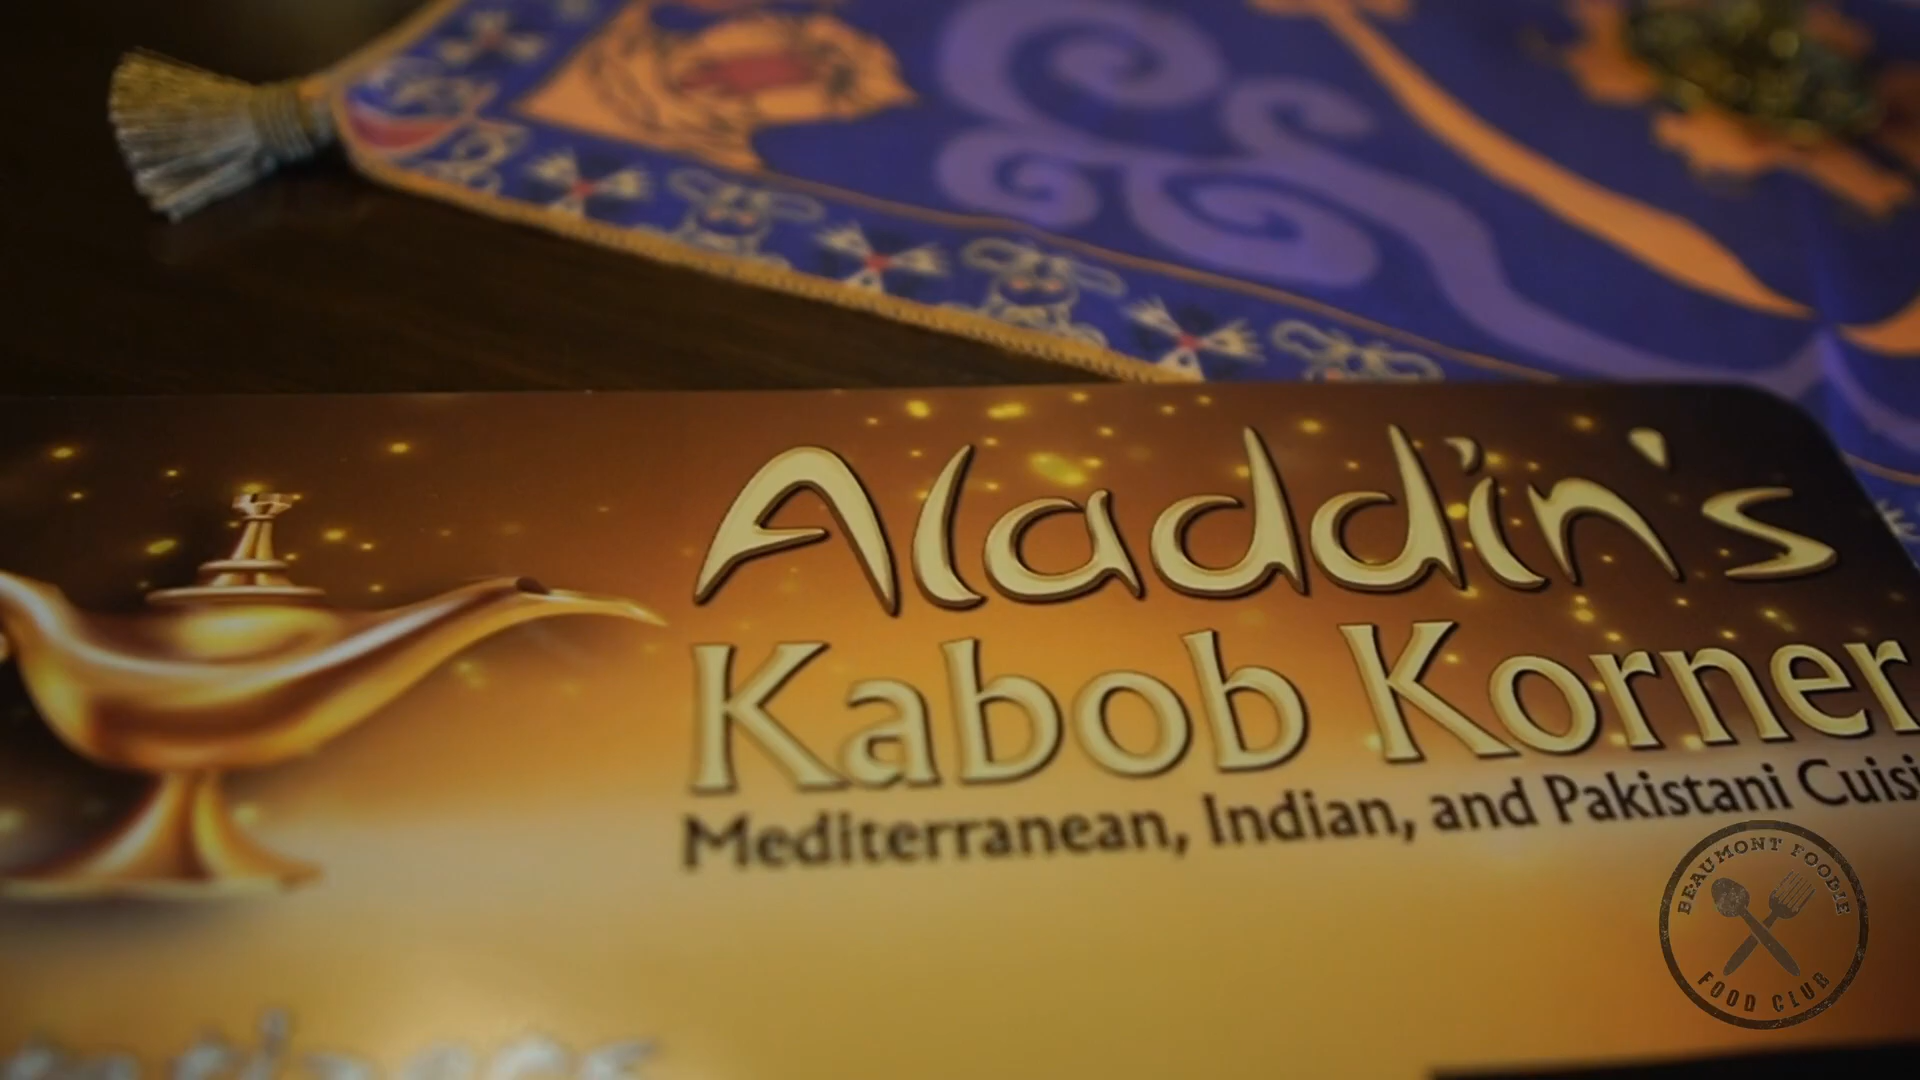 Aladdin's
Kabob Korner
Mediterranean, Indian, and Pakistani Cuisi
BEAUMONT FOODIE
FOOD CLUB